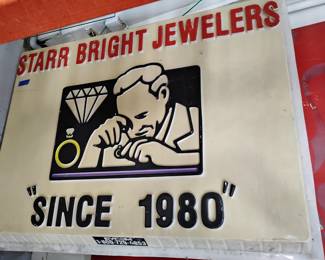 STARR BRIGHT JEWELERS
"SINCE 1980"